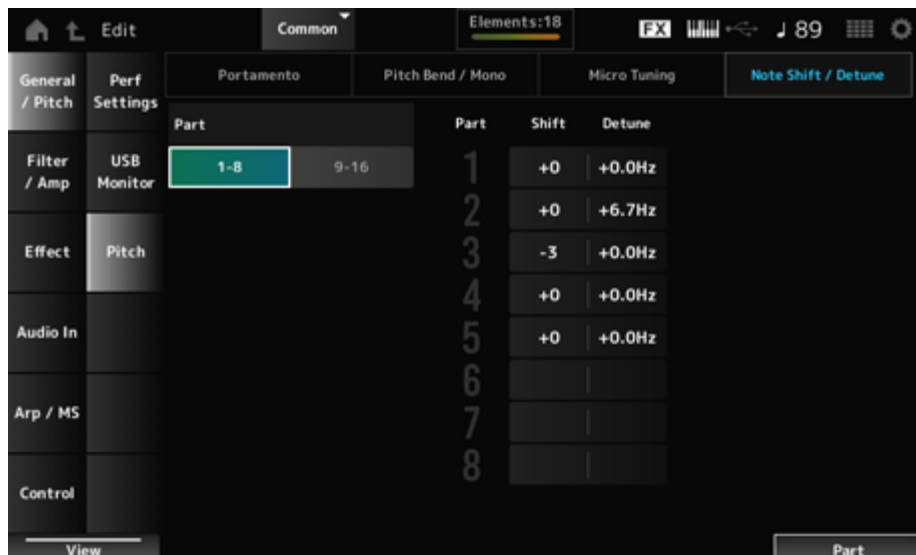 Edit Common Elements:18 FX 89
General / Pitch
Perf Settings
Portamento Pitch Bend / Mono Micro Tuning Note Shift / Detune
Part
1-8 9-16
Part Shift Detune
1 +0 +0.0Hz
2 +0 +6.7Hz
3 -3 +0.0Hz
4 +0 +0.0Hz
5 +0 +0.0Hz
6
7
8
Filter / Amp
USB Monitor
Effect
Pitch
Audio In
Arp / MS
Control
View
Part